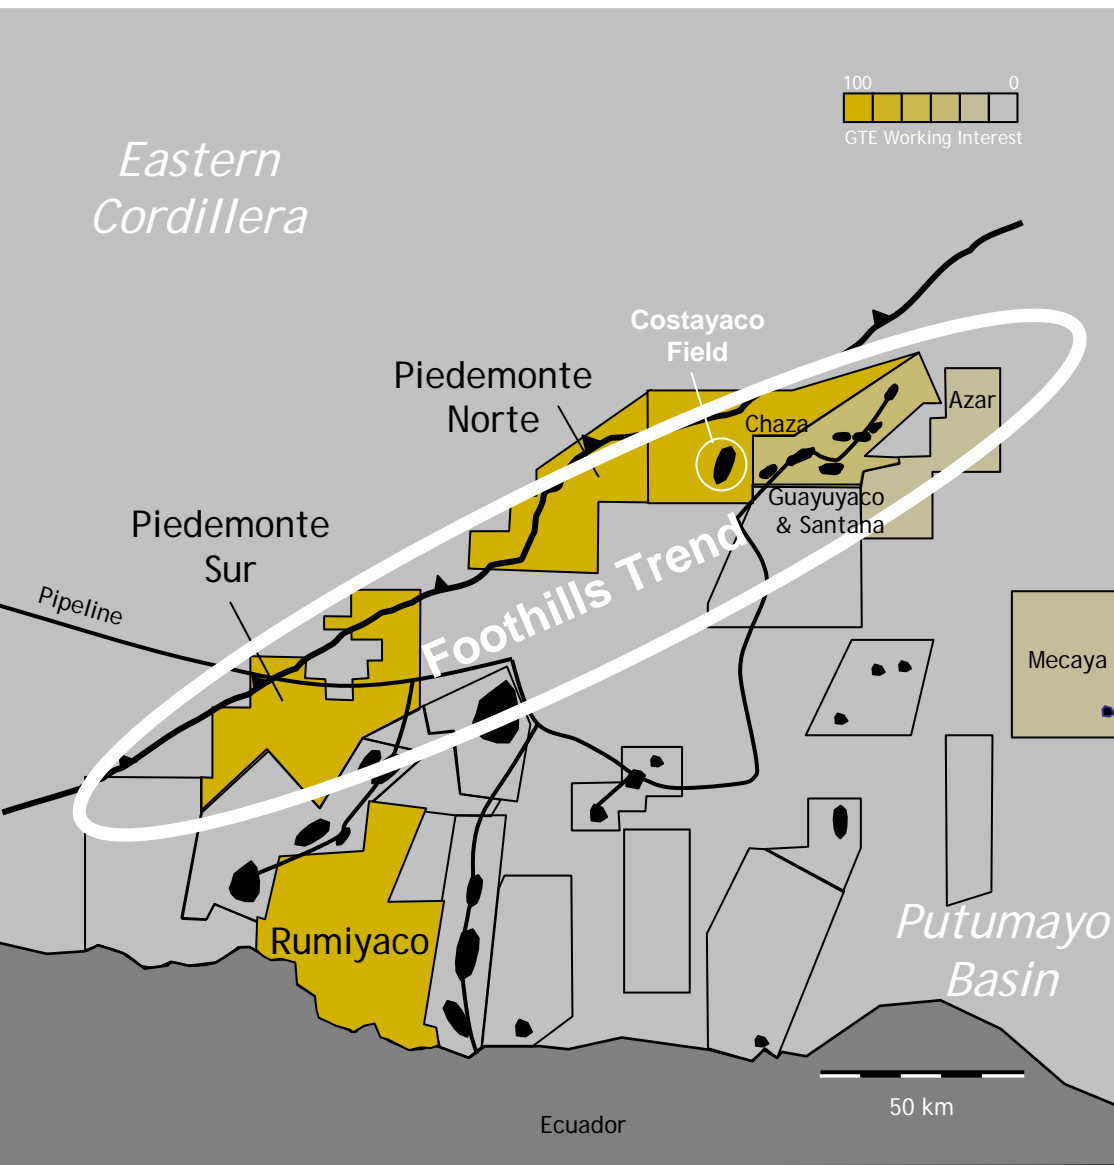 100
0
GTE Working Interest
Eastern
Cordillera
Costayaco
Field
Piedemonte
Norte
Chaza
Azar
Guayuyaco
& Santana
Piedemonte
Sur
Foothills Trend
Pipeline
Mecaya
Rumiyaco
Putumayo
Basin
50 km
Ecuador